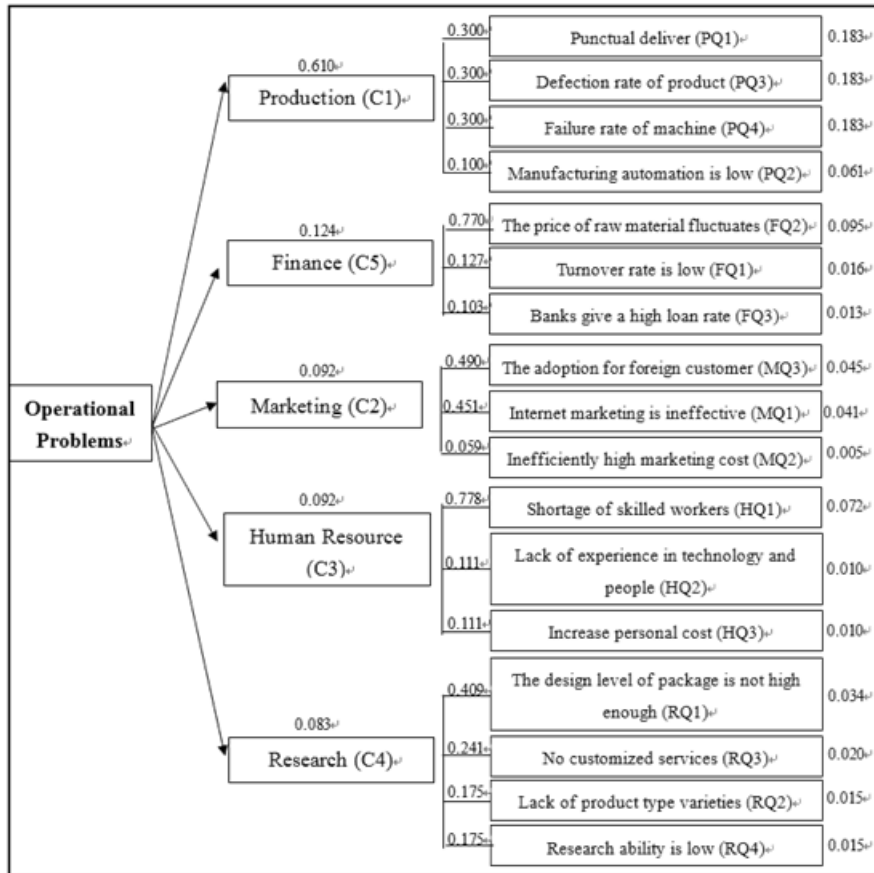 Operational
Problems
0.610
Production (C1)
0.300
Punctual deliver (PQ1)
0.183
0.300
Defection rate of product (PQ3)
0.183
0.300
Failure rate of machine (PQ4)
0.183
0.100
Manufacturing automation is low (PQ2)
0.061
0.124
Finance (C5)
0.770
The price of raw material fluctuates (FQ2)
0.095
0.127
Turnover rate is low (FQ1)
0.016
0.103
Banks give a high loan rate (FQ3)
0.013
0.092
Marketing (C2)
0.490
The adoption for foreign customer (MQ3)
0.045
0.451
Internet marketing is ineffective (MQ1)
0.041
0.059
Inefficiently high marketing cost (MQ2)
0.005
0.092
Human Resource
(C3)
0.778
Shortage of skilled workers (HQ1)
0.072
0.111
Lack of experience in technology and
people (HQ2)
0.010
0.111
Increase personal cost (HQ3)
0.010
0.083
Research (C4)
0.409
The design level of package is not high
enough (RQ1)
0.034
0.241
No customized services (RQ3)
0.020
0.175
Lack of product type varieties (RQ2)
0.015
0.175
Research ability is low (RQ4)
0.015